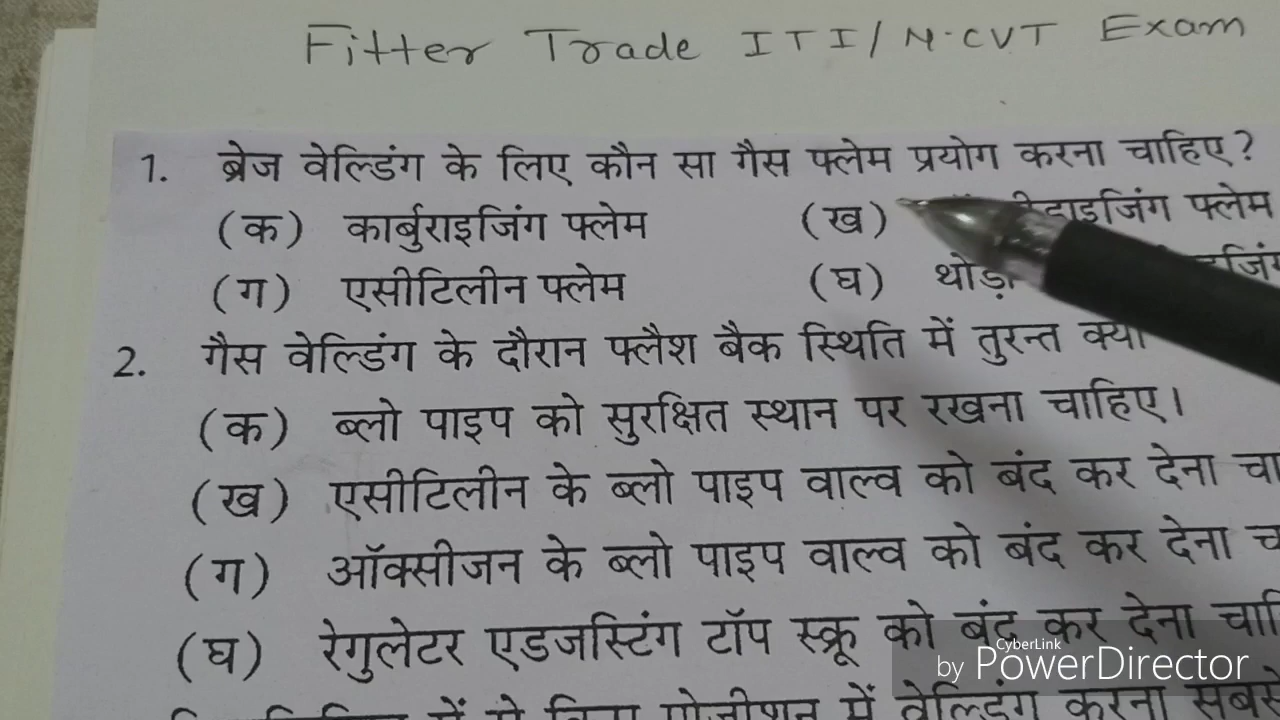 Fitter Trade ITI/N.CVT Exam
1. ब्रेज वेल्डिंग के लिए कौन सा गैस फ्लेम प्रयोग करना चाहिए?
(क) कार्बुराइजिंग फ्लेम (ख) फ्लेम
(ग) एसीटिलीन फ्लेम (घ)
2. गैस वेल्डिंग के दौरान फ्लैश बैक स्थिति में तुरन्त क्या
(क) ब्लो पाइप को सुरक्षित स्थान पर रखना चाहिए।
(ख) एसीटिलीन के ब्लो पाइप वाल्व को बंद कर देना
(ग) ऑक्सीजन के ब्लो पाइप वाल्व को बंद कर देना
(घ) रेगुलेटर एडजस्टिंग टॉप स्क्रू को बंद कर देना
में वेल्डिंग करना
CyberLink
by PowerDirector